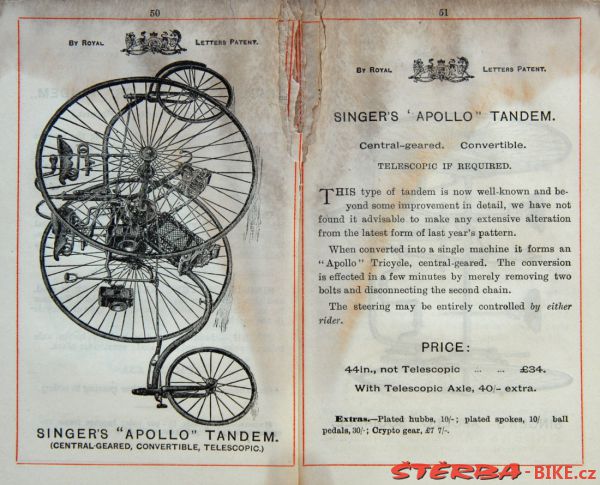 50
By Royal Letters Patent.
SINGER'S "APOLLO" TANDEM.
(CENTRAL-GEARED, CONVERTIBLE, TELESCOPIC.)
51
By Royal Letters Patent.
SINGER'S 'APOLLO" TANDEM.
Central-geared. Convertible.
TELESCOPIC IF REQUIRED.
THIS type of tandem is now well-known and be-
yond some improvement in detail, we have not
found it advisable to make any extensive alteration
from the latest form of last year's pattern.
When converted into a single machine it forms an
"Apollo" Tricycle, central-geared. The conversion
is effected in a few minutes by merely removing two
bolts and disconnecting the second chain.
The steering may be entirely controlled by either
rider.
PRICE:
44in., not Telescopic ... ... £34.
With Telescopic Axle, 40/- extra.
Extras.—Plated hubbs, 10/-; plated spokes, 10/ ball
pedals, 30/-; Crypto gear, £7 7/-.
ŠTĚRBA-BIKE.cz